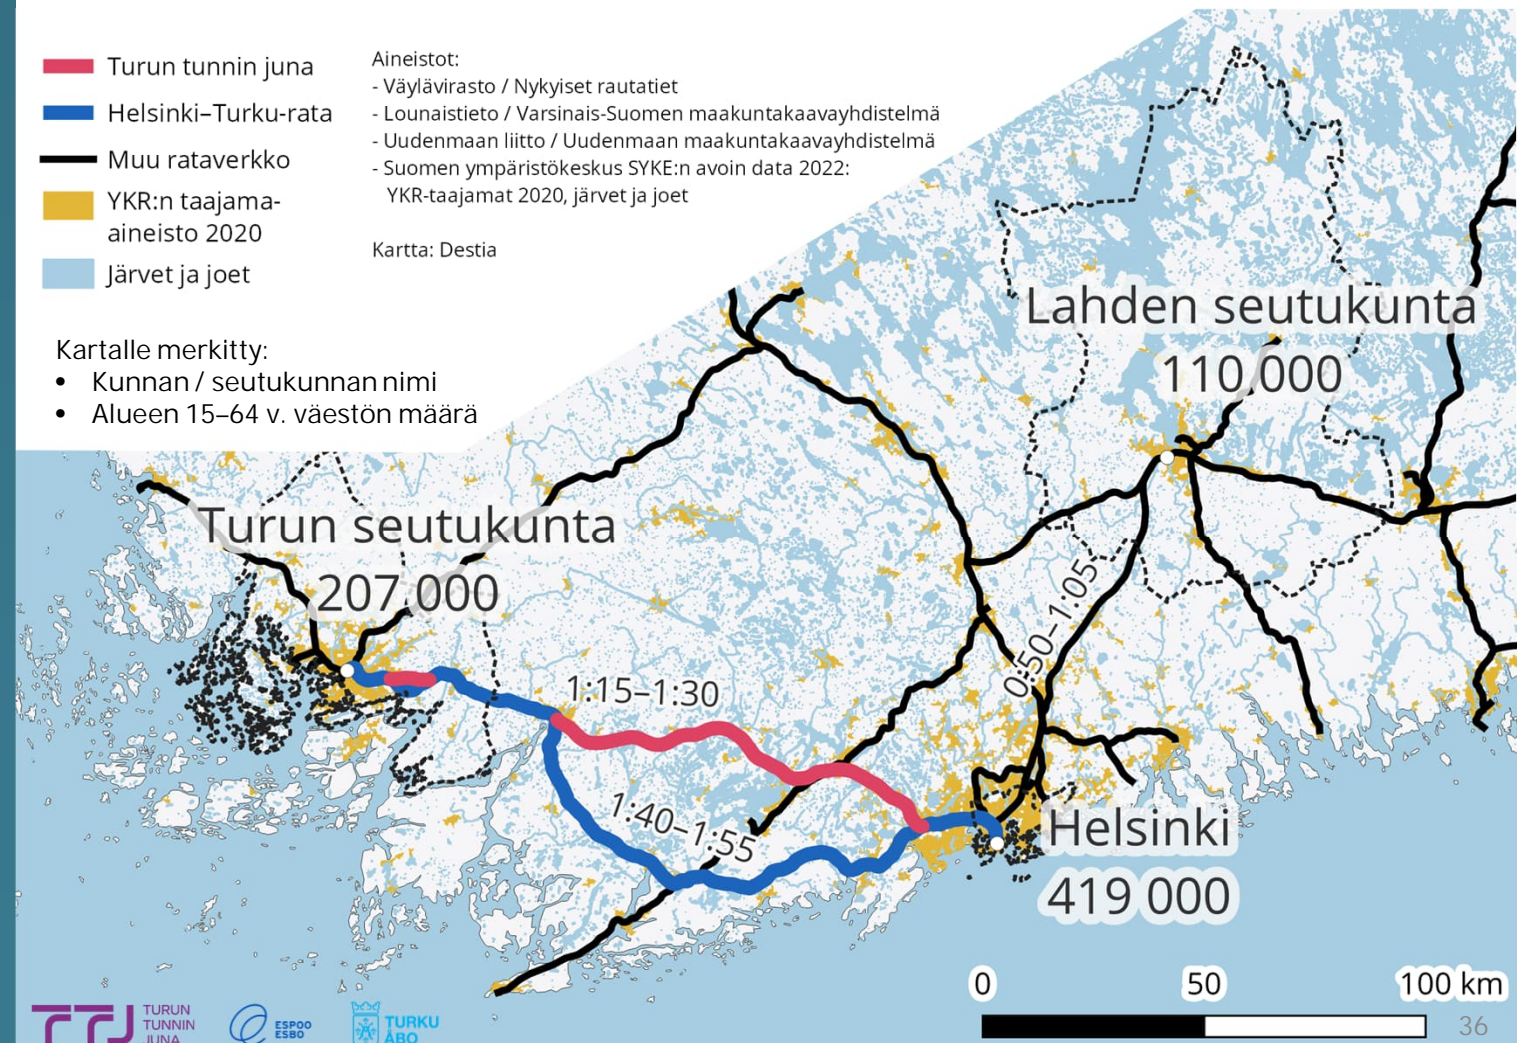 Turun tunnin juna
Helsinki–Turku-rata
Muu rataverkko
YKR:n taajama-
aineisto 2020
Järvet ja joet
Aineistot:
- Väylävirasto / Nykyiset rautatiet
- Lounaistieto / Varsinais-Suomen maakuntakaavayhdistelmä
- Uudenmaan liitto / Uudenmaan maakuntakaavayhdistelmä
- Suomen ympäristökeskus SYKE:n avoin data 2022:
YKR-taajamat 2020, järvet ja joet
Kartta: Destia
Kartalle merkitty:
• Kunnan / seutukunnan nimi
• Alueen 15–64 v. väestön määrä
Lahden seutukunta
110 000
Turun seutukunta
207 000
0:50–1:05
1:15–1:30
1:40–1:55
Helsinki
419 000
0 50 100 km
TTJ
TURUN
TUNNIN
JUNA
ESPOO
ESBO
TURKU
ÅBO
36